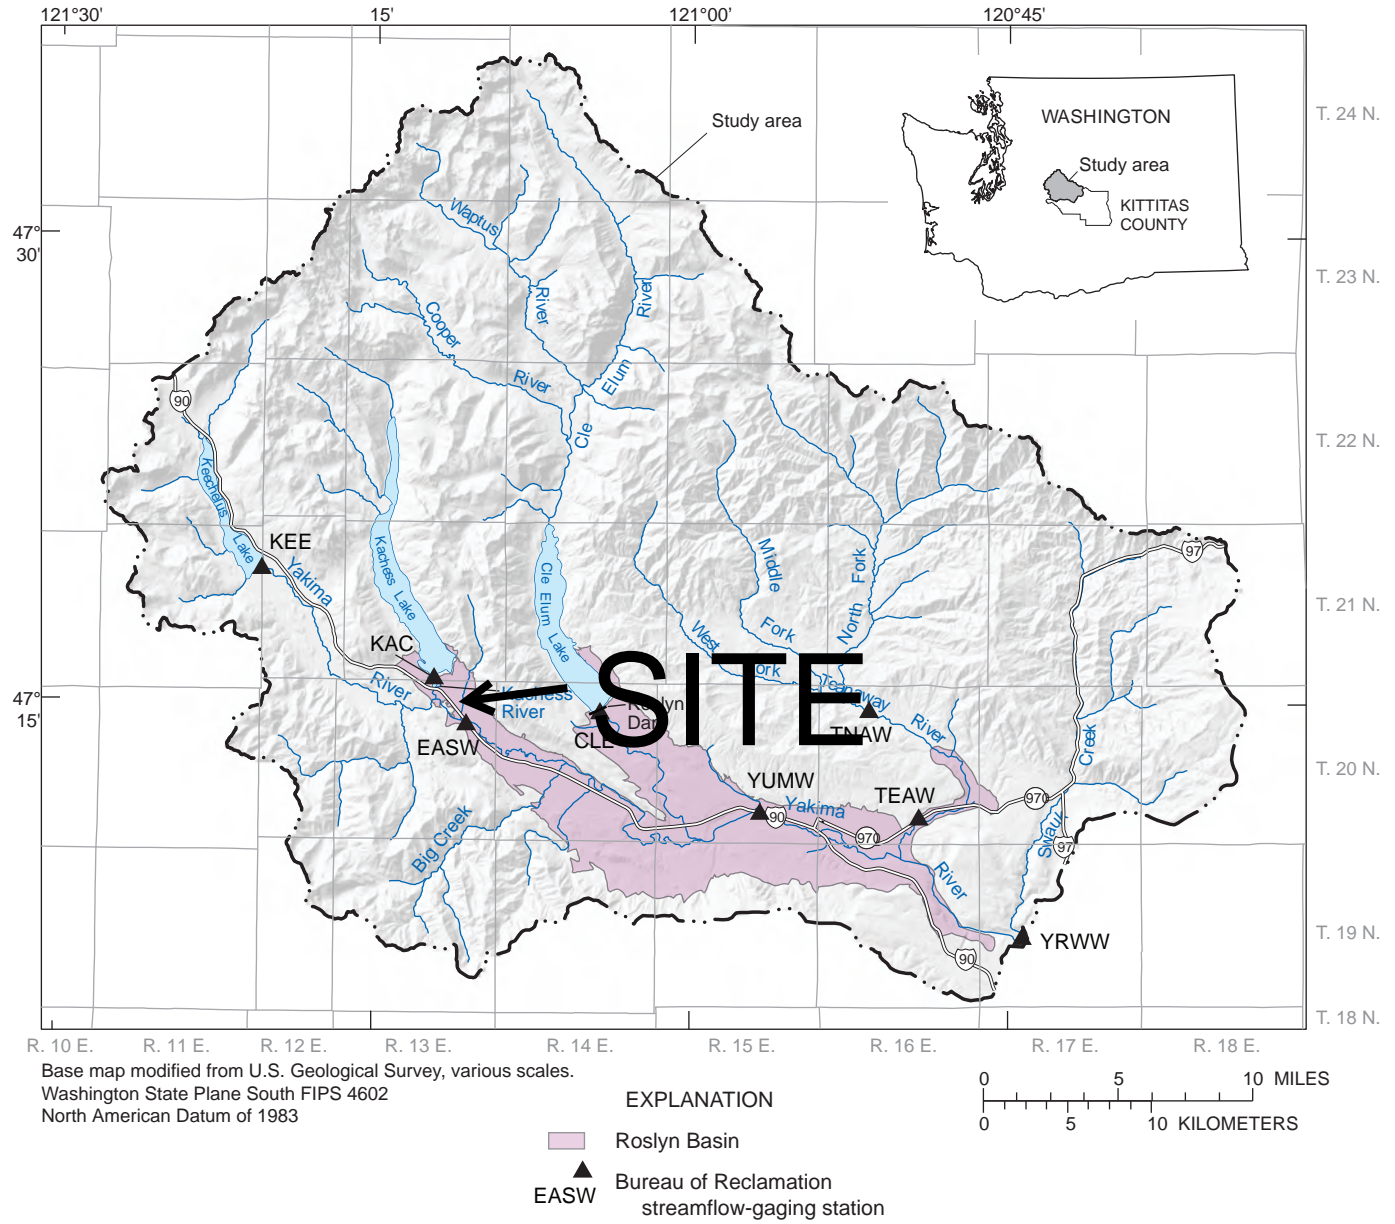 121°30' 15' 121°00' 120°45'
Study area
WASHINGTON
Study area
KITTITAS
COUNTY
T. 24 N.
47°
30'
T. 23 N.
Waptus
River
River
Cooper
River
Elum
Cle
90
T. 22 N.
Keechelus
Lake
KEE
Yakima
Kachess
Lake
Cle Elum
Lake
Middle
Fork
North Fork
West
97
T. 21 N.
KAC
River
SITE
Kachess
River
Roslyn
Dam
Teanaway
River
TNAW
47°
15'
EASW
CLE
Creek
T. 20 N.
YUMW
Yakima
TEAW
90
970
970
Swauk
97
Big Creek
River
T. 19 N.
YRWW
90
T. 18 N.
R. 10 E. R. 11 E. R. 12 E. R. 13 E. R. 14 E. R. 15 E. R. 16 E. R. 17 E. R. 18 E.
Base map modified from U.S. Geological Survey, various scales.
Washington State Plane South FIPS 4602
North American Datum of 1983
0 5 10 MILES
0 5 10 KILOMETERS
EXPLANATION
Roslyn Basin
EASW
Bureau of Reclamation
streamflow-gaging station